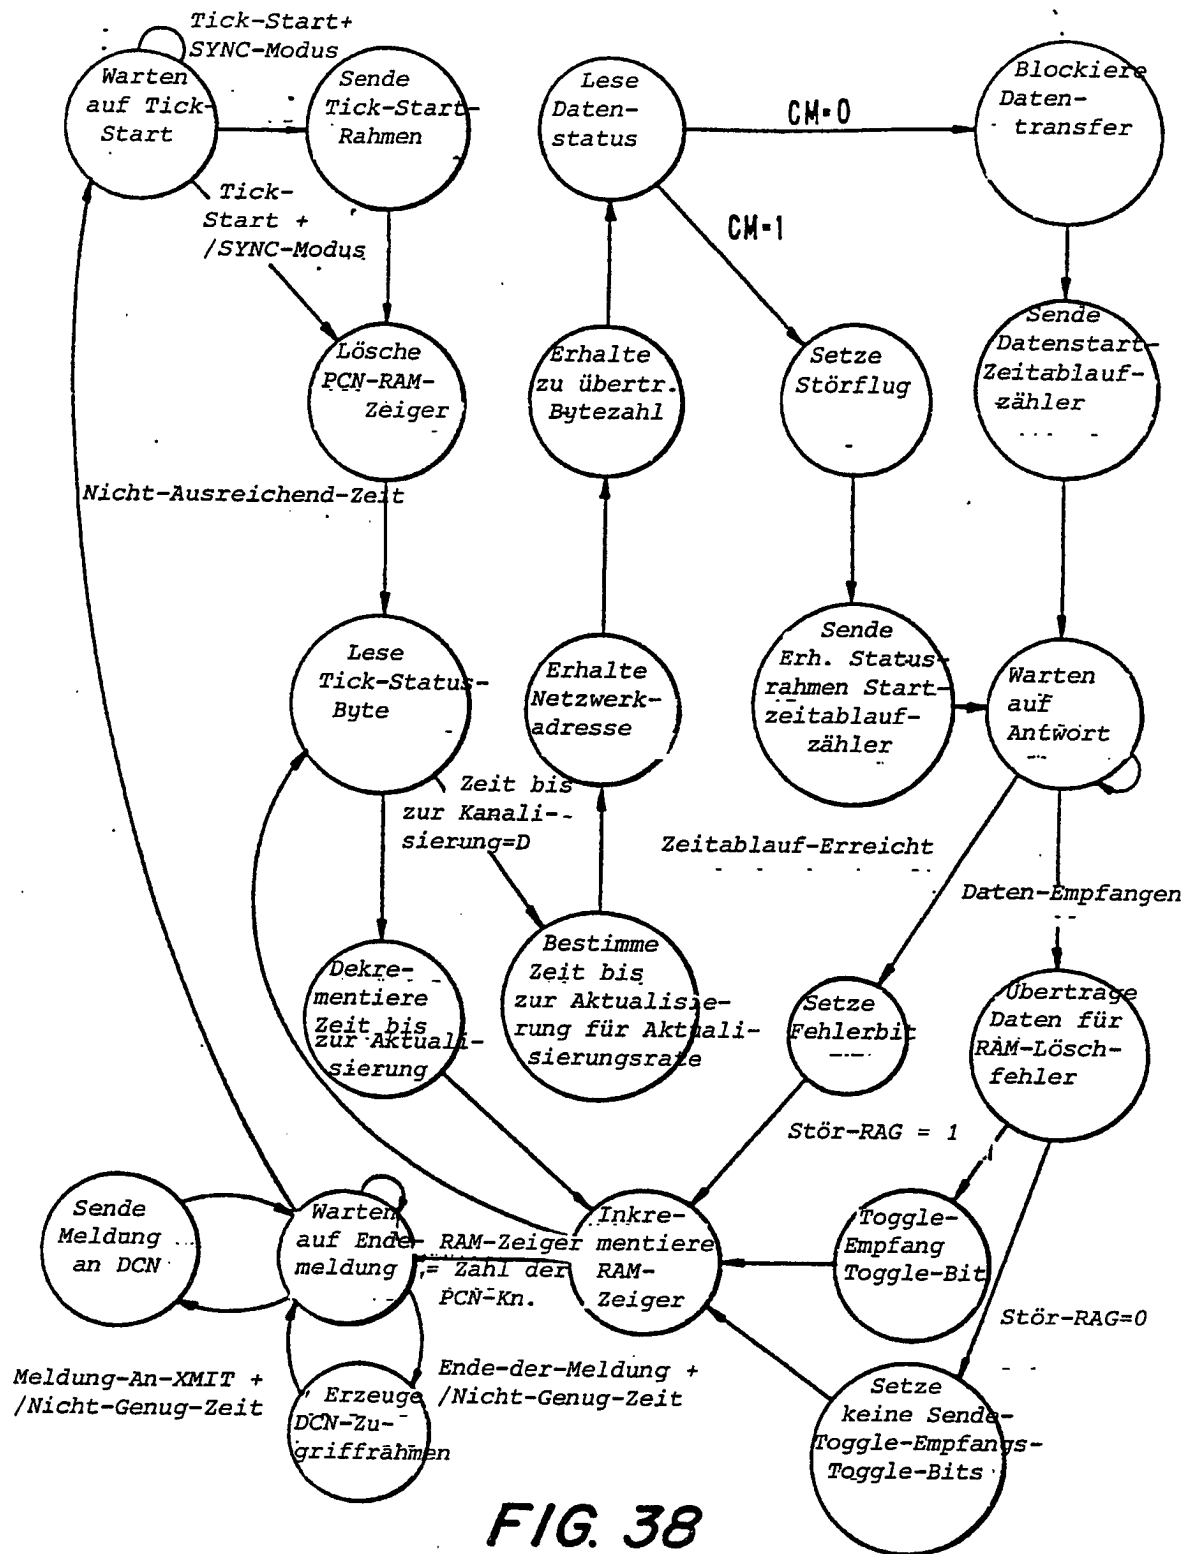 Tick-Start+
SYNC-Modus
Warten
auf Tick-
Start
Sende
Tick-Start-
Rahmen
Lese
Daten-
status
CM=0
Blockiere
Daten-
transfer
Tick-
Start +
/SYNC-Modus
CM=1
Lösche
PCN-RAM-
Zeiger
Erhalte
zu übertr.
Bytezahl
Setze
Störflug
Sende
Datenstart-
Zeitablauf-
zähler
Nicht-Ausreichend-Zeit
Lese
Tick-Status-
Byte
Erhalte
Netzwerk-
adresse
Sende
Erh. Status-
rahmen Start-
zeitablauf-
zähler
Warten
auf
Antwort
Zeit bis
zur Kanali-
sierung=D
Zeitablauf-Erreicht
Daten-Empfangen
Dekre-
mentiere
Zeit bis
zur Aktuali-
sierung
Bestimme
Zeit bis
zur Aktualisie-
rung für Aktuali-
sierungsrate
Setze
Fehlerbit
Übertrage
Daten für
RAM-Lösch-
fehler
Stör-RAG = 1
Sende
Meldung
an DCN
Warten
auf Ende-
meldung
RAM-Zeiger
= Zahl der
PCN-Kn.
Inkre-
mentiere
RAM-
Zeiger
Toggle-
Empfang
Toggle-Bit
Stör-RAG=0
Meldung-An-XMIT +
/Nicht-Genug-Zeit
Erzeuge
DCN-Zu-
griffrahmen
Ende-der-Meldung +
/Nicht-Genug-Zeit
Setze
keine Sende-
Toggle-Empfangs-
Toggle-Bits
FIG. 38